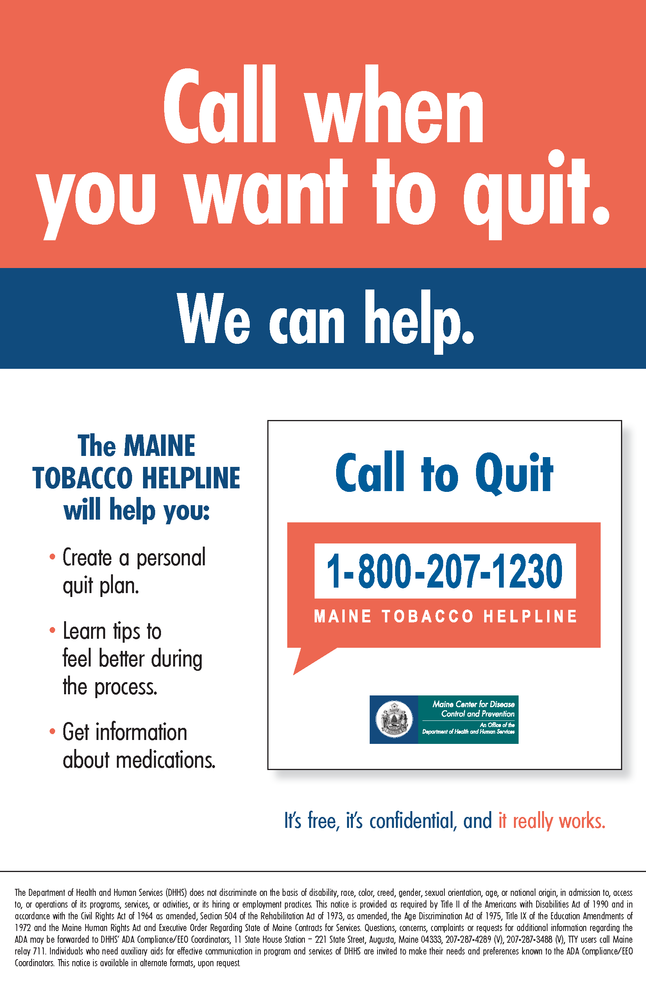 Call when
you want to quit.
We can help.
The MAINE
TOBACCO HELPLINE
will help you:
• Create a personal
quit plan.
• Learn tips to
feel better during
the process.
• Get information
about medications.
Call to Quit
1-800-207-1230
MAINE TOBACCO HELPLINE
Maine Center for Disease
Control and Prevention
An Office of the
Department of Health and Human Services
It’s free, it’s confidential, and it really works.
The Department of Health and Human Services (DHHS) does not discriminate on the basis of disability, race, color, creed, gender, sexual orientation, age, or national origin, in admission to, access
to, or operations of its programs, services, or activities, or its hiring or employment practices. This notice is provided as required by Title II of the Americans with Disabilities Act of 1990 and in
accordance with the Civil Rights Act of 1964 as amended, Section 504 of the Rehabilitation Act of 1973, as amended, the Age Discrimination Act of 1975, Title IX of the Education Amendments of
1972 and the Maine Human Rights Act and Executive Order Regarding State of Maine Contracts for Services. Questions, concerns, complaints or requests for additional information regarding the
ADA may be forwarded to DHHS’ ADA Compliance/EEO Coordinators, 11 State House Station – 221 State Street, Augusta, Maine 04333, 207-287-4289 (V), 207-287-3488 (V), TTY users call Maine
relay 711. Individuals who need auxiliary aids for effective communication in program and services of DHHS are invited to make their needs and preferences known to the ADA Compliance/EEO
Coordinators. This notice is available in alternate formats, upon request.